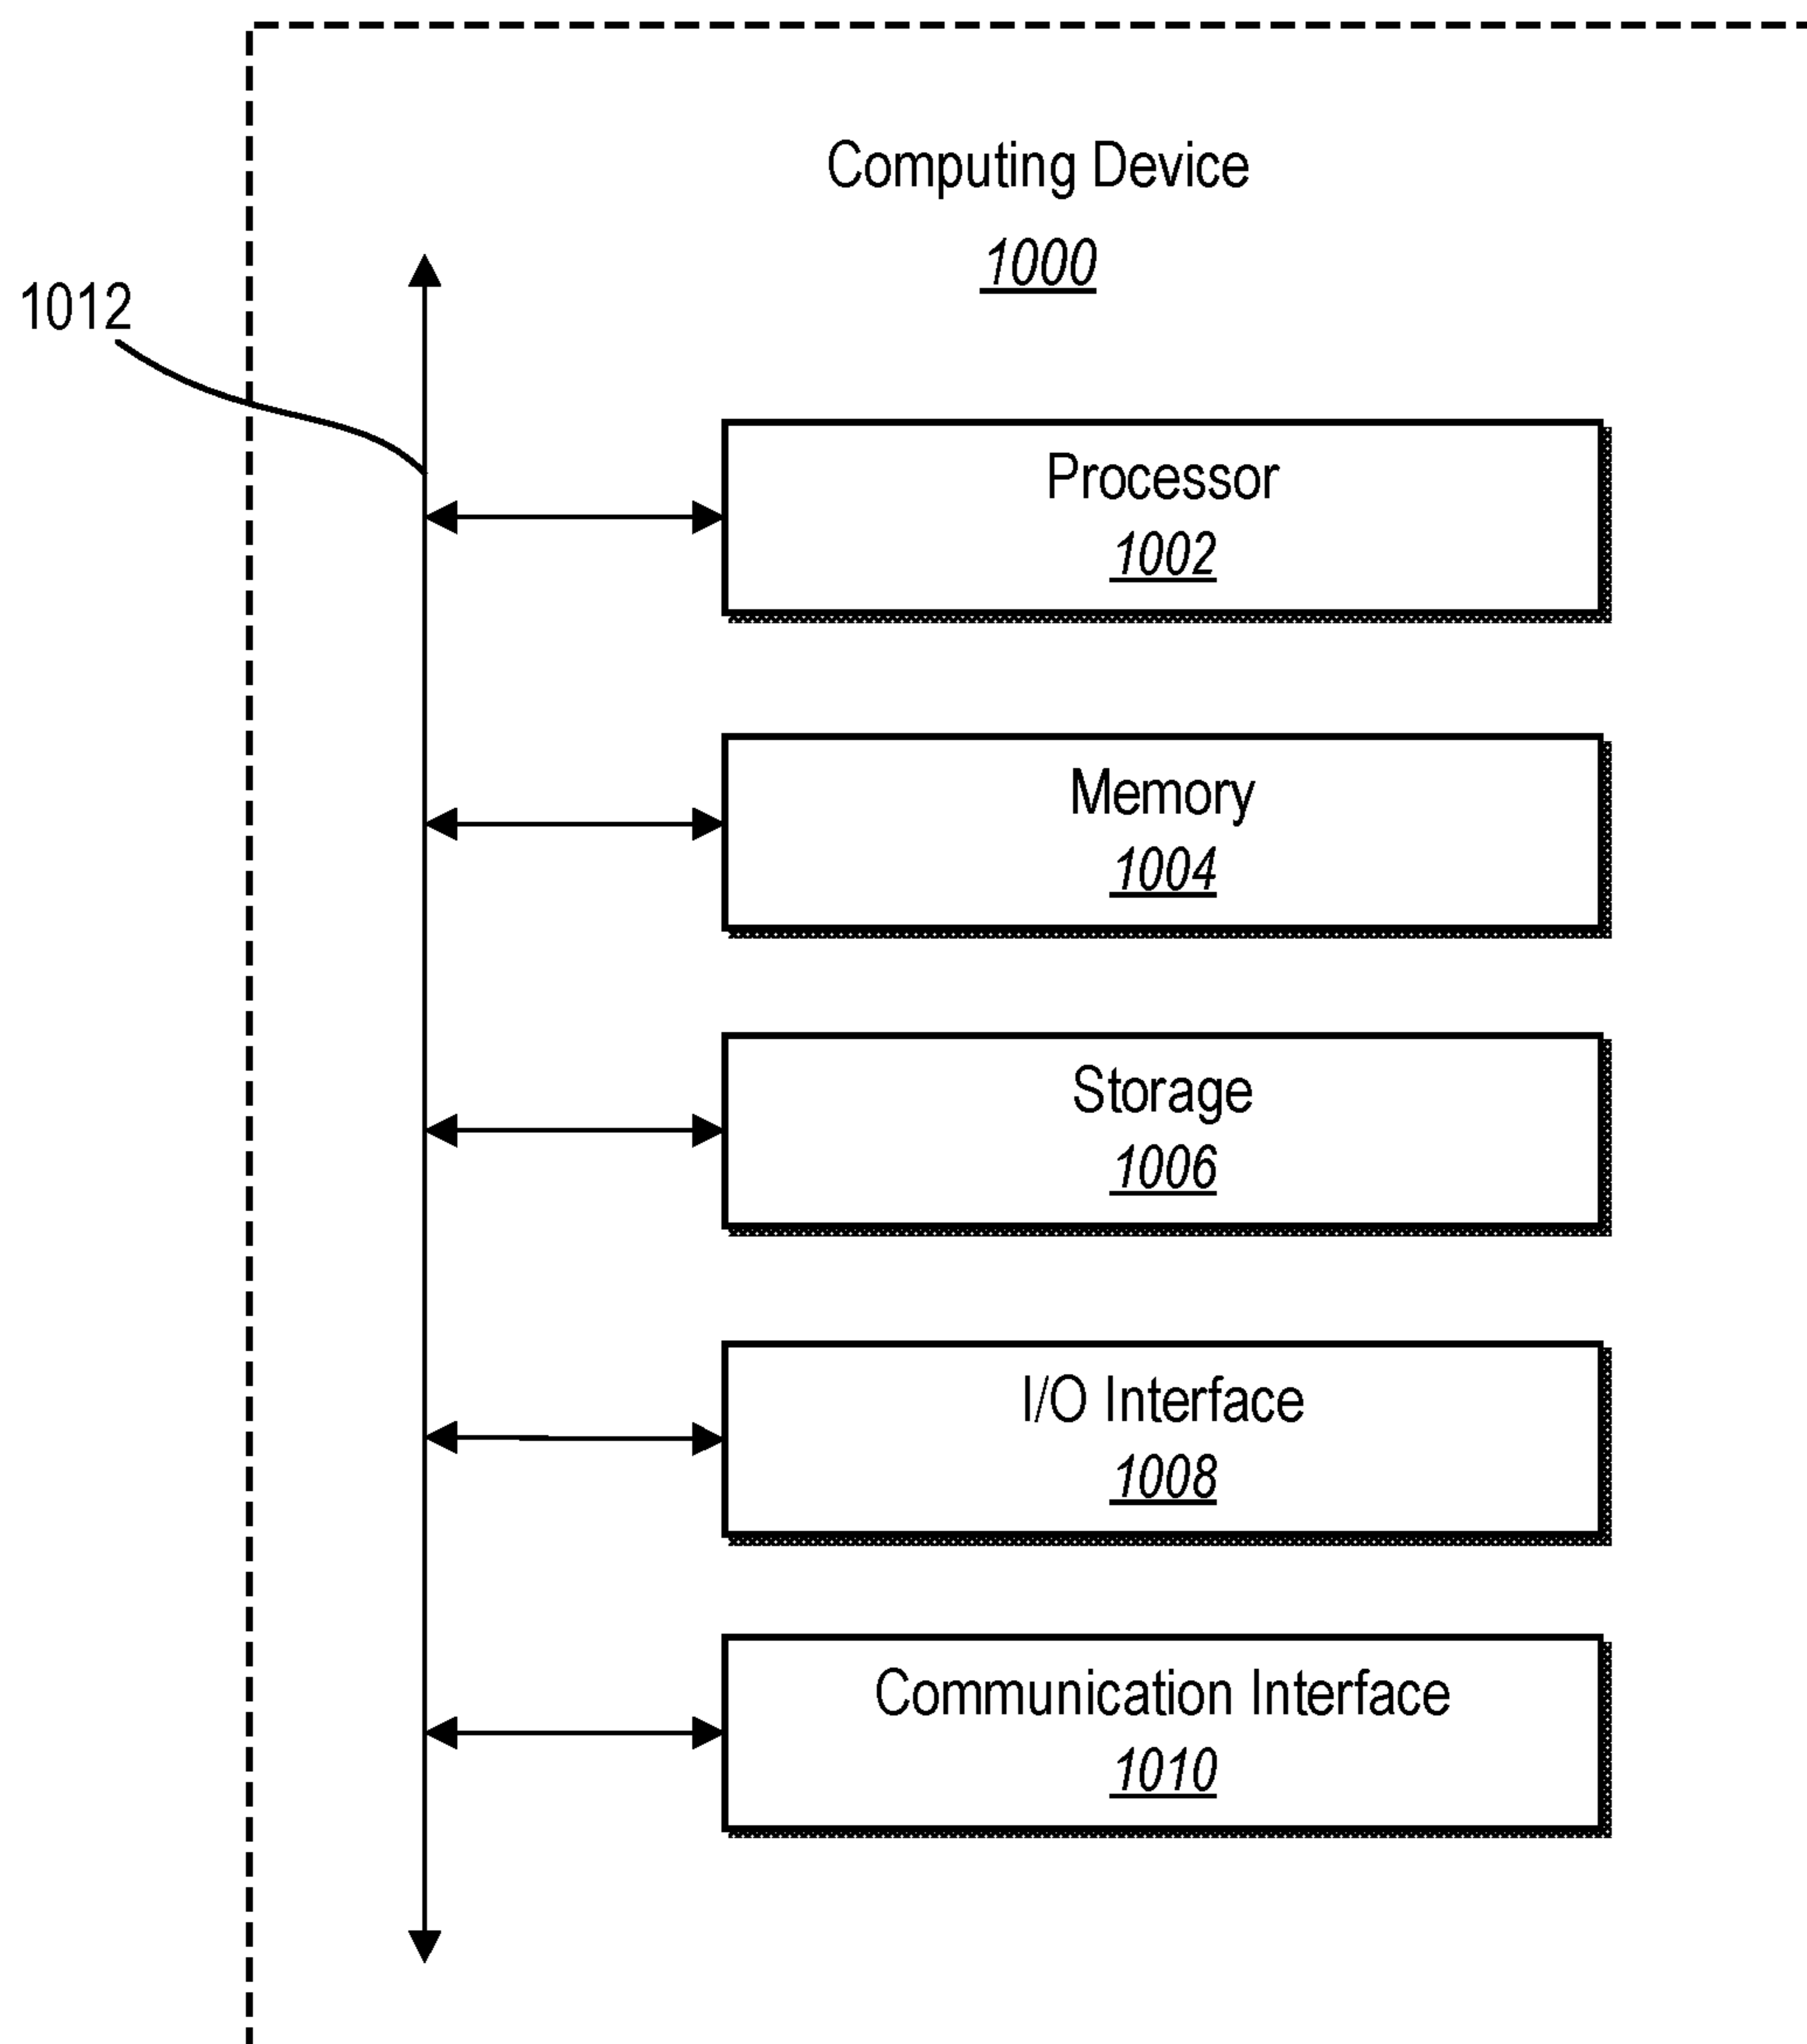 Computing Device
1000
1012
Processor
1002
Memory
1004
Storage
1006
I/O Interface
1008
Communication Interface
1010